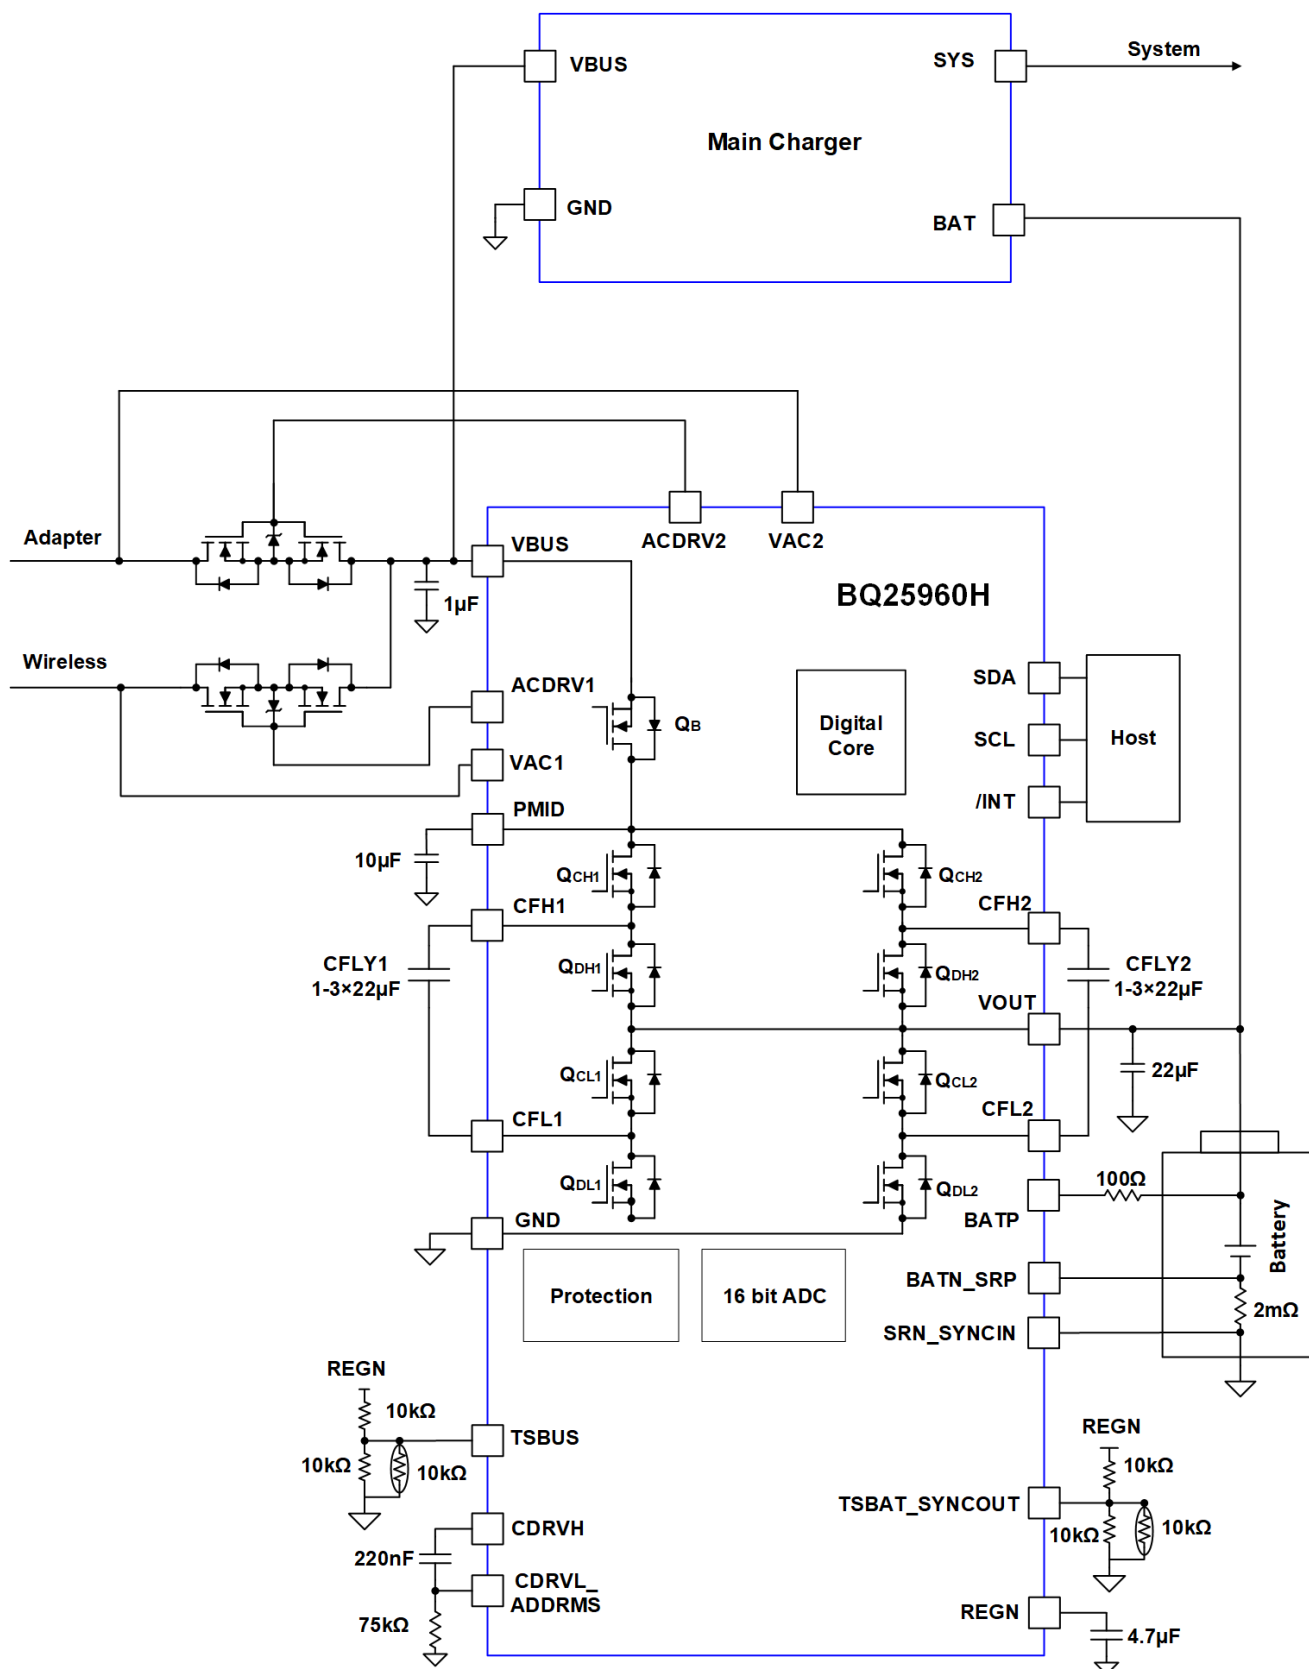 VBUS
SYS
System
Main Charger
GND
BAT
Adapter
VBUS
ACDRV2
VAC2
1µF
BQ25960H
Wireless
ACDRV1
QB
Digital
Core
SDA
SCL
Host
VAC1
/INT
PMID
10µF
QCH1
QCH2
CFH1
CFH2
CFLY1
1-3×22µF
QDH1
QDH2
CFLY2
1-3×22µF
VOUT
QCL1
QCL2
22µF
CFL1
CFL2
QDL1
QDL2
100Ω
BATP
GND
Battery
BATN_SRP
Protection
16 bit ADC
2mΩ
SRN_SYNCIN
REGN
10kΩ
TSBUS
10kΩ
10kΩ
REGN
10kΩ
TSBAT_SYNCOUT
10kΩ
10kΩ
CDRVH
220nF
CDRVL_
ADDRMS
75kΩ
REGN
4.7µF